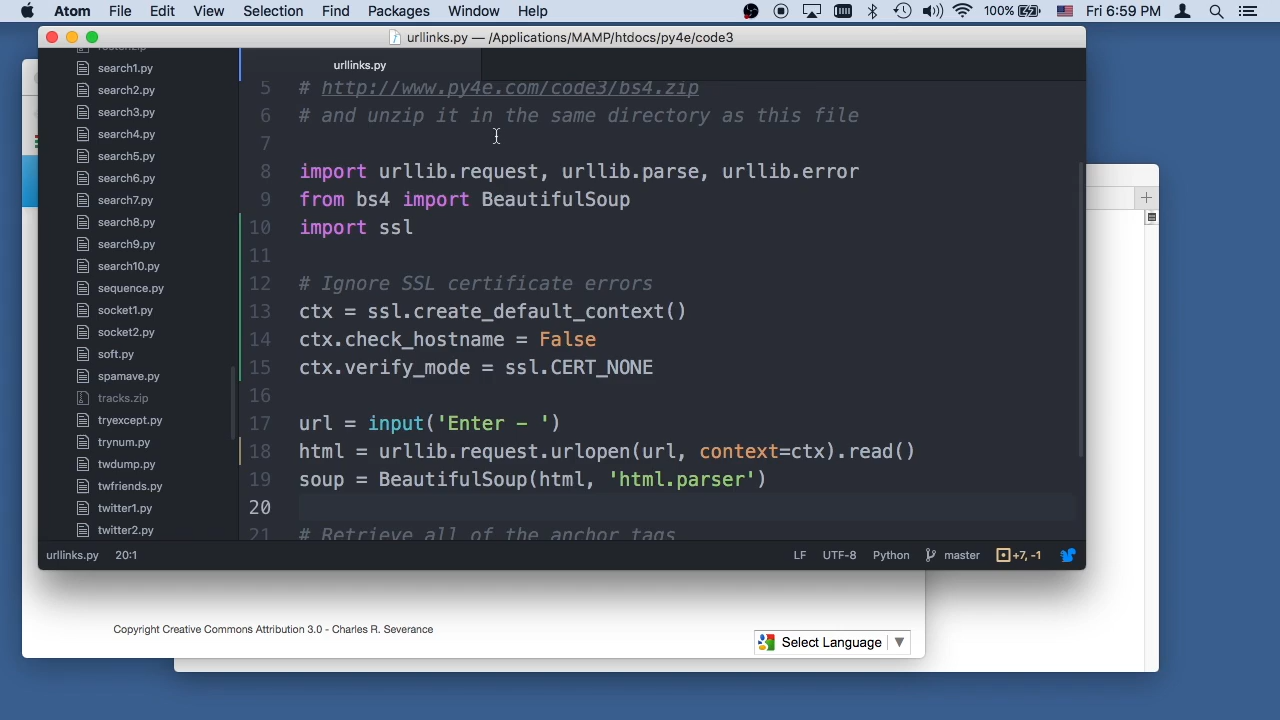 Atom File Edit View Selection Find Packages Window Help 100% Fri 6:59 PM
urllinks.py — /Applications/MAMP/htdocs/py4e/code3
urllinks.py
search1.py
search2.py
search3.py
search4.py
search5.py
search6.py
search7.py
search8.py
search9.py
search10.py
sequence.py
socket1.py
socket2.py
soft.py
spamave.py
tracks.zip
tryexcept.py
trynum.py
twdump.py
twfriends.py
twitter1.py
twitter2.py
5 # http://www.py4e.com/code3/bs4.zip
6 # and unzip it in the same directory as this file
7
8 import urllib.request, urllib.parse, urllib.error
9 from bs4 import BeautifulSoup
10 import ssl
11
12 # Ignore SSL certificate errors
13 ctx = ssl.create_default_context()
14 ctx.check_hostname = False
15 ctx.verify_mode = ssl.CERT_NONE
16
17 url = input('Enter - ')
18 html = urllib.request.urlopen(url, context=ctx).read()
19 soup = BeautifulSoup(html, 'html.parser')
20
21 # Retrieve all of the anchor tags
urllinks.py 20:1 LF UTF-8 Python master +7, -1
Copyright Creative Commons Attribution 3.0 - Charles R. Severance
Select Language ▼